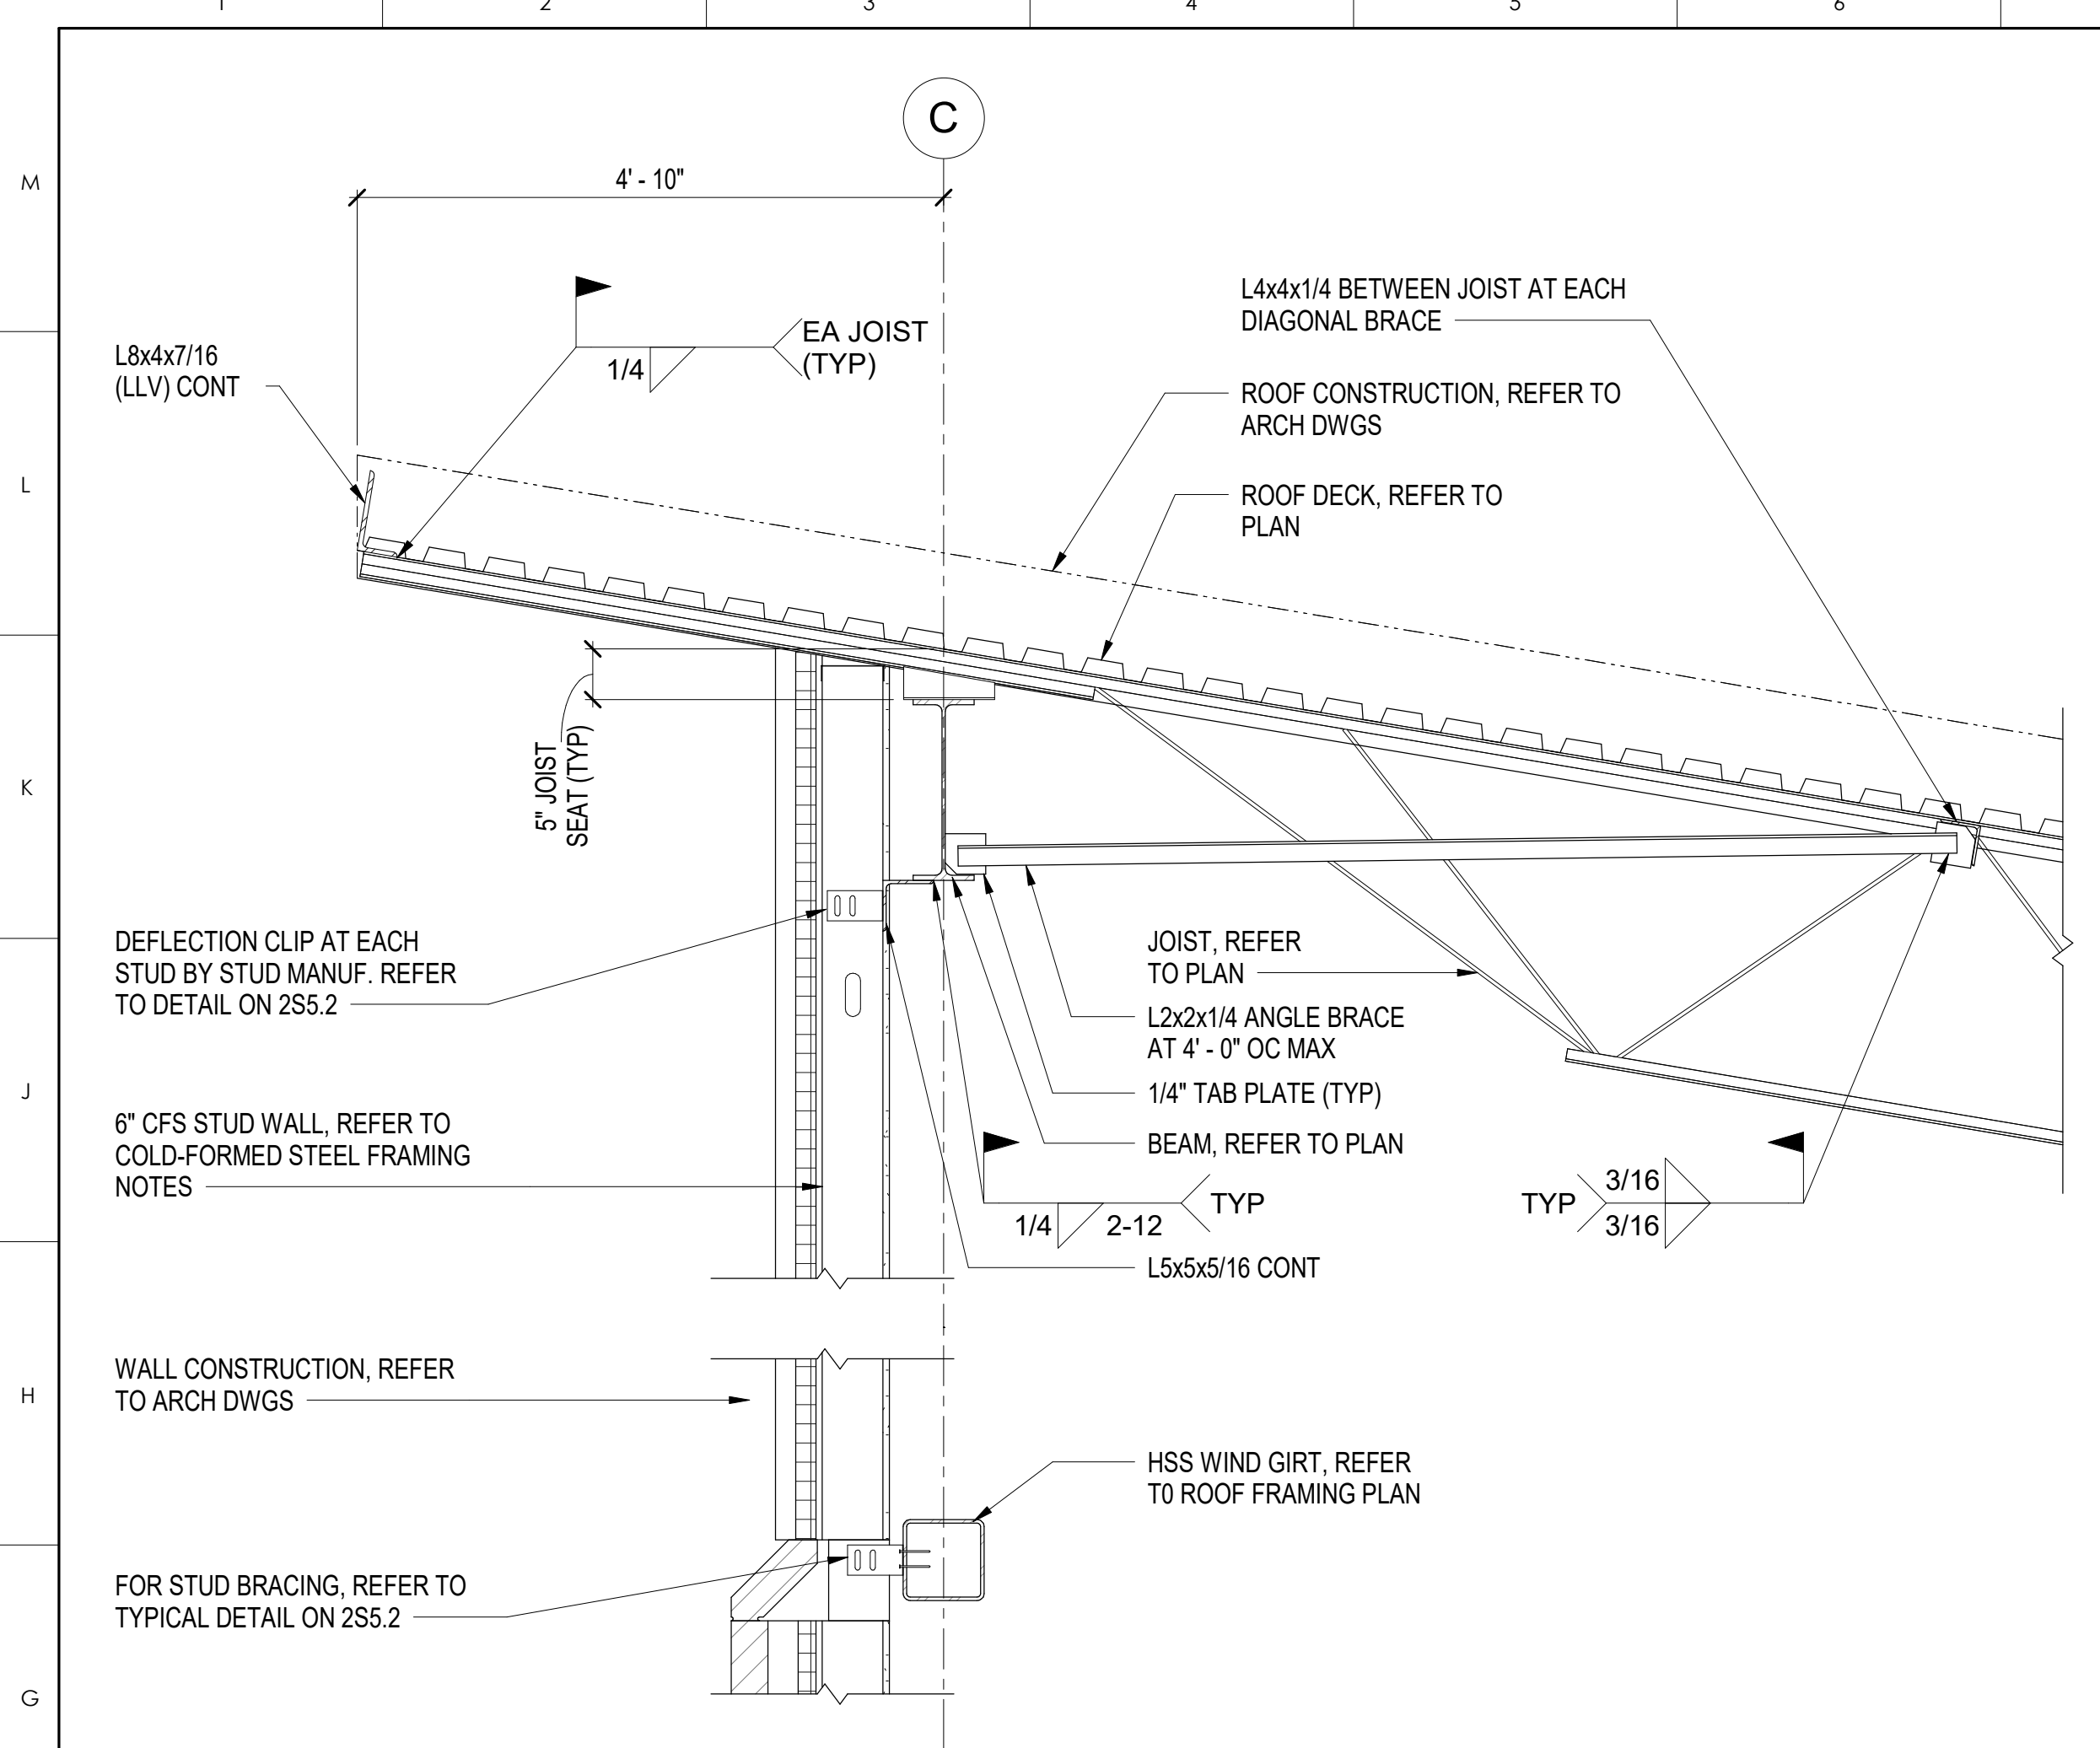 1 2 3 4 5 6
M
L
K
J
H
G
C
4' - 10"
EA JOIST
(TYP)
1/4
L8x4x7/16
(LLV) CONT
L4x4x1/4 BETWEEN JOIST AT EACH
DIAGONAL BRACE
ROOF CONSTRUCTION, REFER TO
ARCH DWGS
ROOF DECK, REFER TO
PLAN
5" JOIST
SEAT (TYP)
DEFLECTION CLIP AT EACH
STUD BY STUD MANUF. REFER
TO DETAIL ON 2S5.2
JOIST, REFER
TO PLAN
L2x2x1/4 ANGLE BRACE
AT 4' - 0" OC MAX
1/4" TAB PLATE (TYP)
BEAM, REFER TO PLAN
6" CFS STUD WALL, REFER TO
COLD-FORMED STEEL FRAMING
NOTES
TYP
1/4 2-12
TYP
3/16
3/16
L5x5x5/16 CONT
WALL CONSTRUCTION, REFER
TO ARCH DWGS
HSS WIND GIRT, REFER
T0 ROOF FRAMING PLAN
FOR STUD BRACING, REFER TO
TYPICAL DETAIL ON 2S5.2